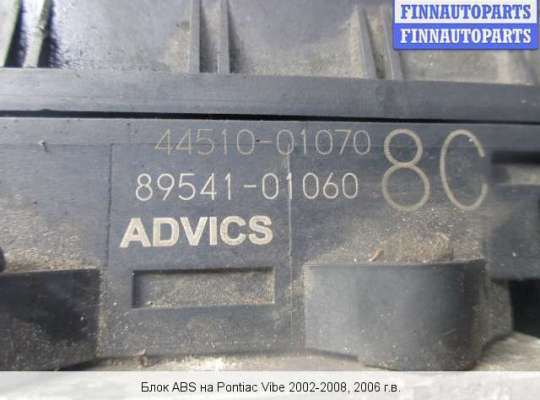 FINNAUTOPARTS
FINNAUTOPARTS
44510-01070
89541-01060 8C
ADVICS
Блок ABS на Pontiac Vibe 2002-2008, 2006 г.в.